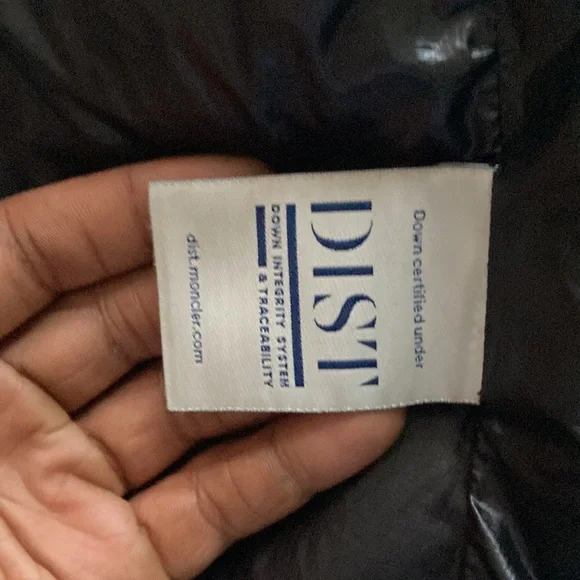 Down certified under
DIST
DOWN INTEGRITY SYSTEM
& TRACEABILITY
dist.moncler.com